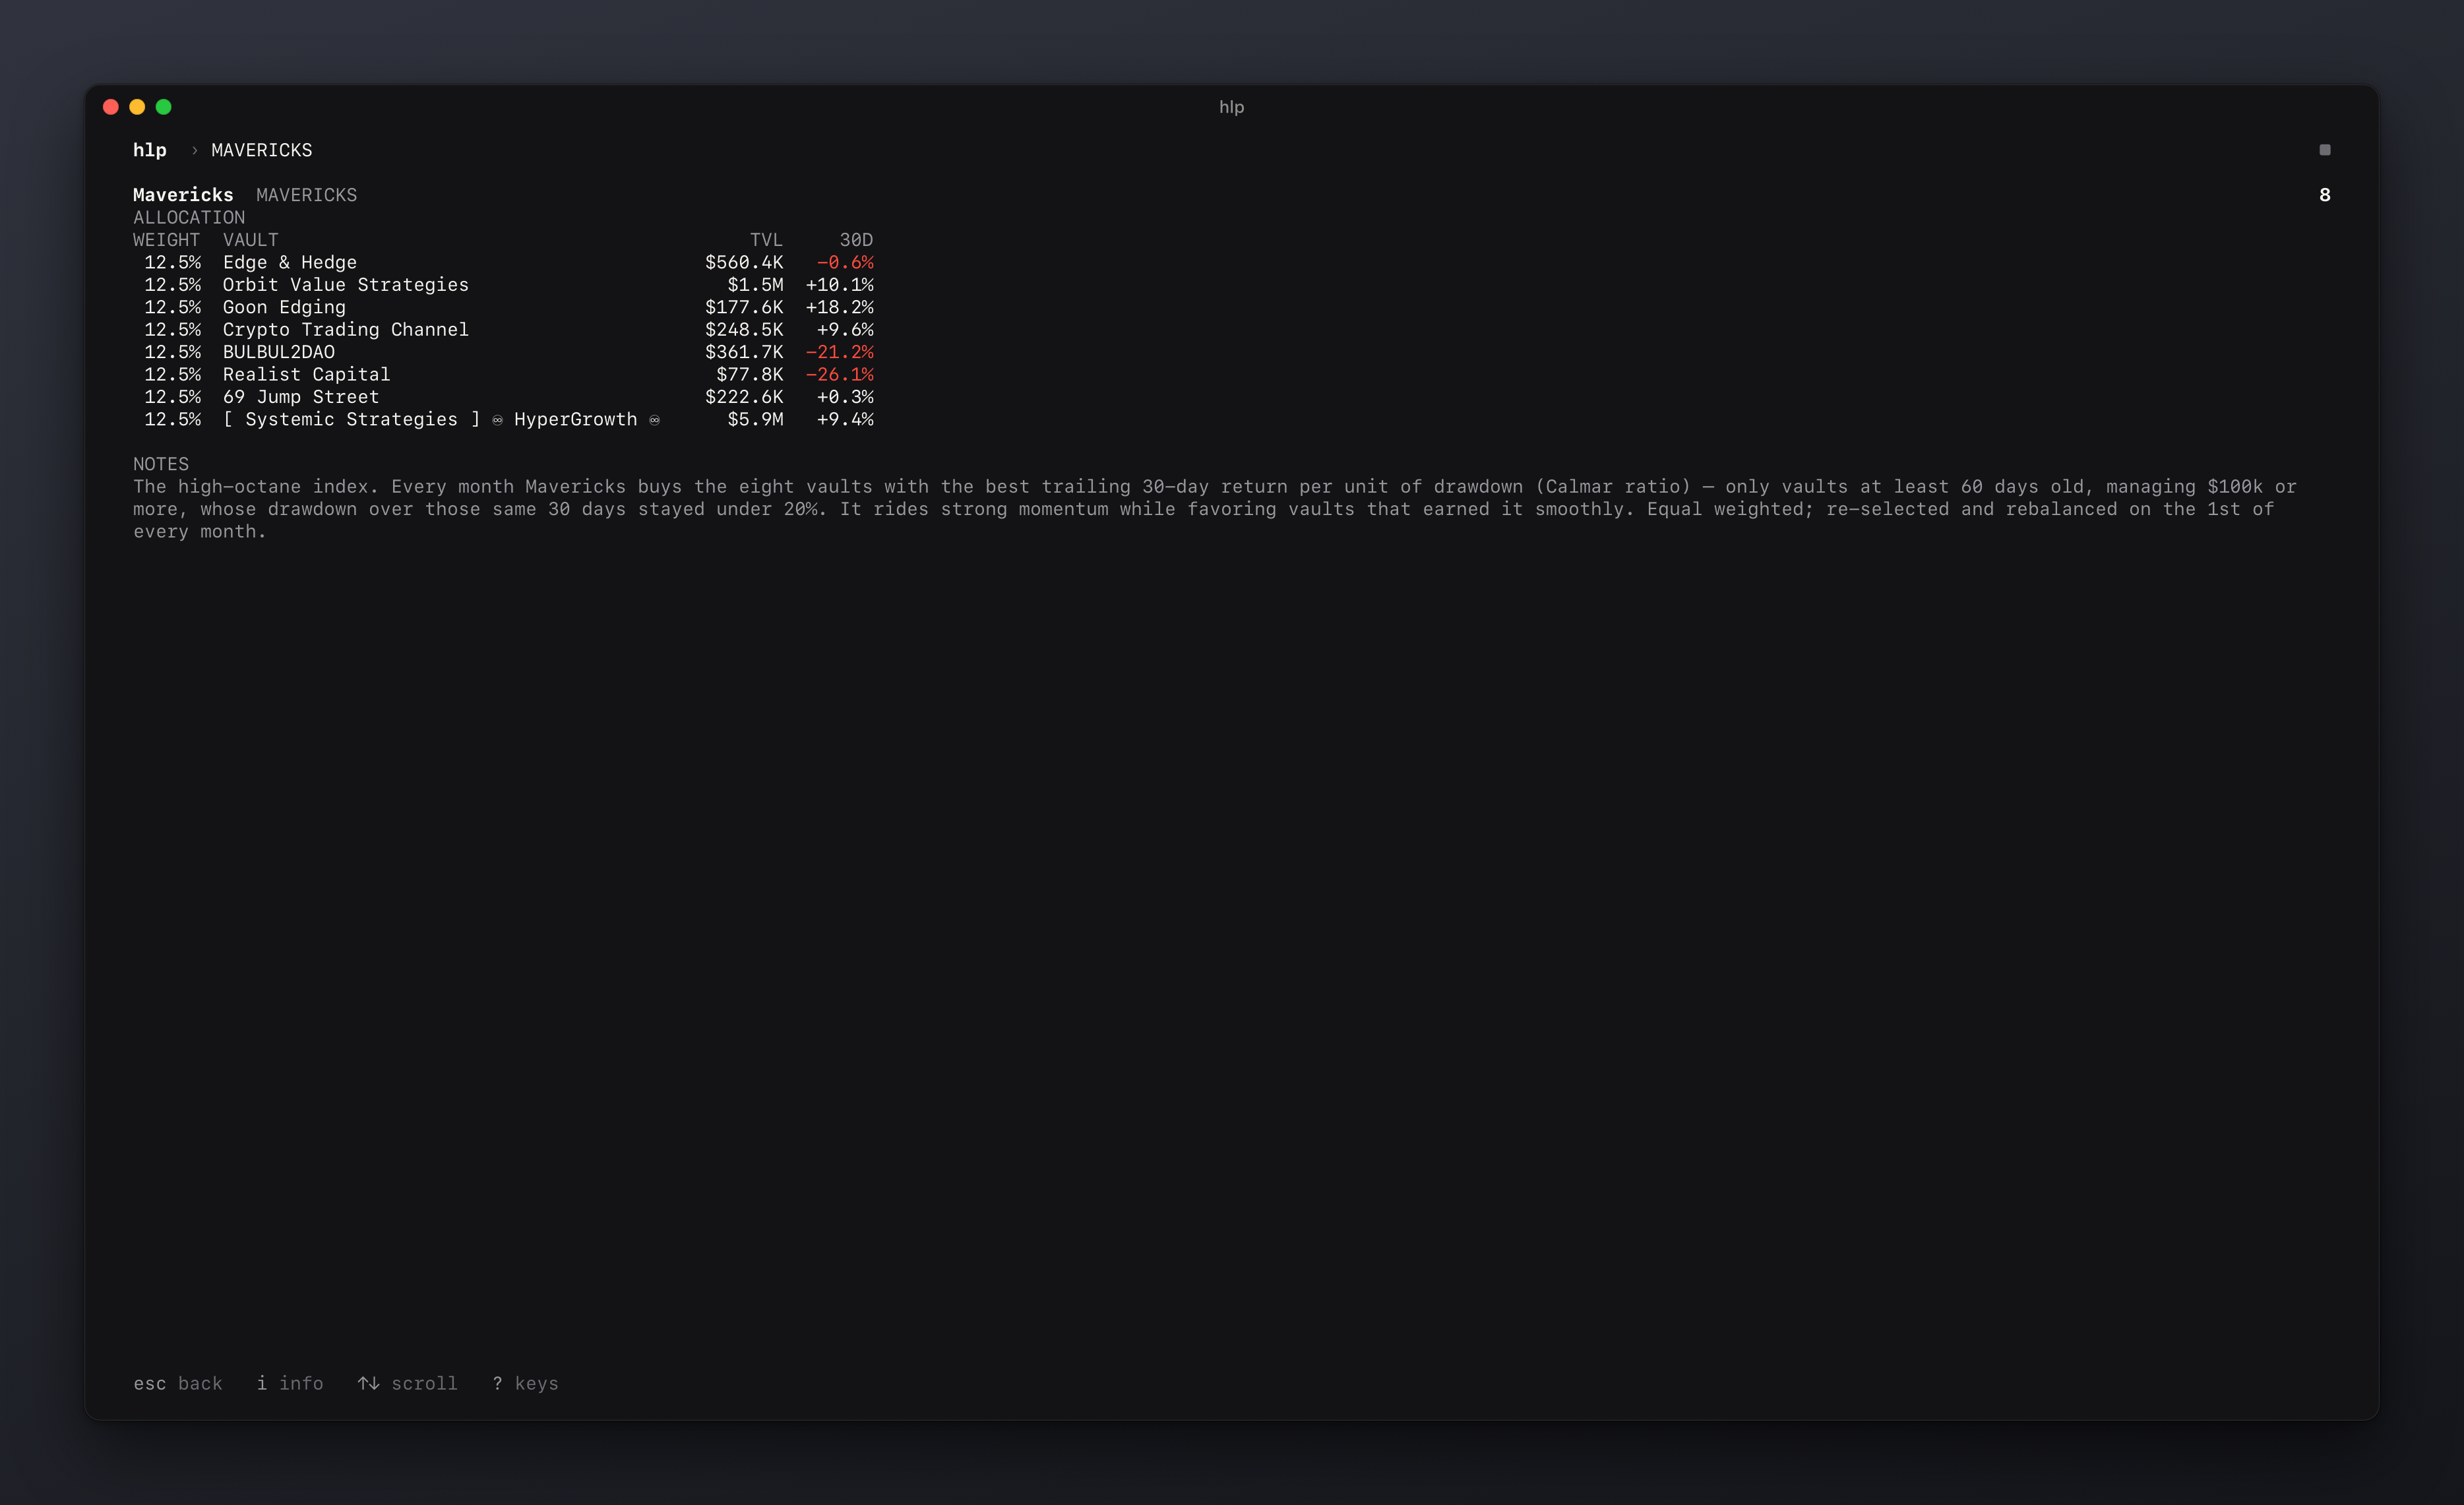 hlp
hlp › MAVERICKS
Mavericks MAVERICKS 8
ALLOCATION
WEIGHT VAULT TVL 30D
12.5% Edge & Hedge $560.4K −0.6%
12.5% Orbit Value Strategies $1.5M +10.1%
12.5% Goon Edging $177.6K +18.2%
12.5% Crypto Trading Channel $248.5K +9.6%
12.5% BULBUL2DAO $361.7K −21.2%
12.5% Realist Capital $77.8K −26.1%
12.5% 69 Jump Street $222.6K +0.3%
12.5% [ Systemic Strategies ] ♾ HyperGrowth ♾ $5.9M +9.4%
NOTES
The high-octane index. Every month Mavericks buys the eight vaults with the best trailing 30-day return per unit of drawdown (Calmar ratio) — only vaults at least 60 days old, managing $100k or
more, whose drawdown over those same 30 days stayed under 20%. It rides strong momentum while favoring vaults that earned it smoothly. Equal weighted; re-selected and rebalanced on the 1st of
every month.
esc back i info ↑↓ scroll ? keys